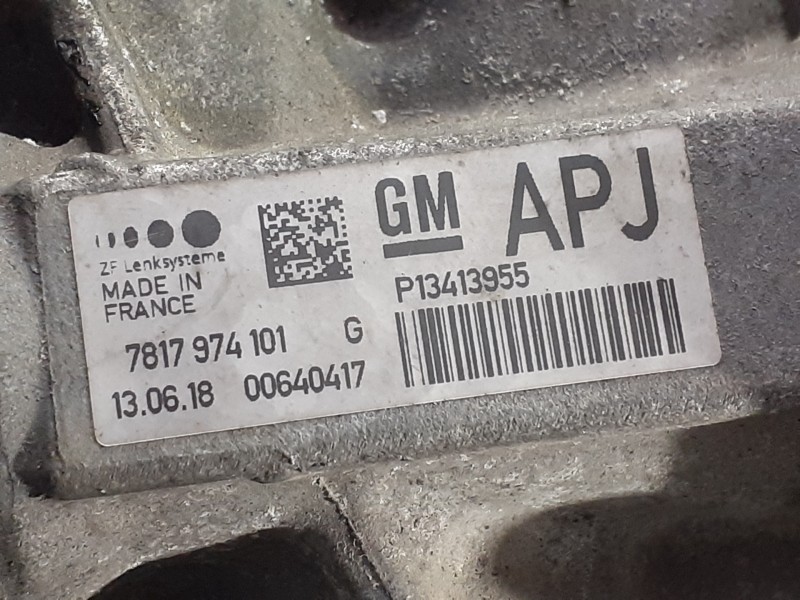 ZF Lenksysteme
MADE IN
FRANCE
7817 974 101 G
13.06.18 00640417
GM APJ
P13413955